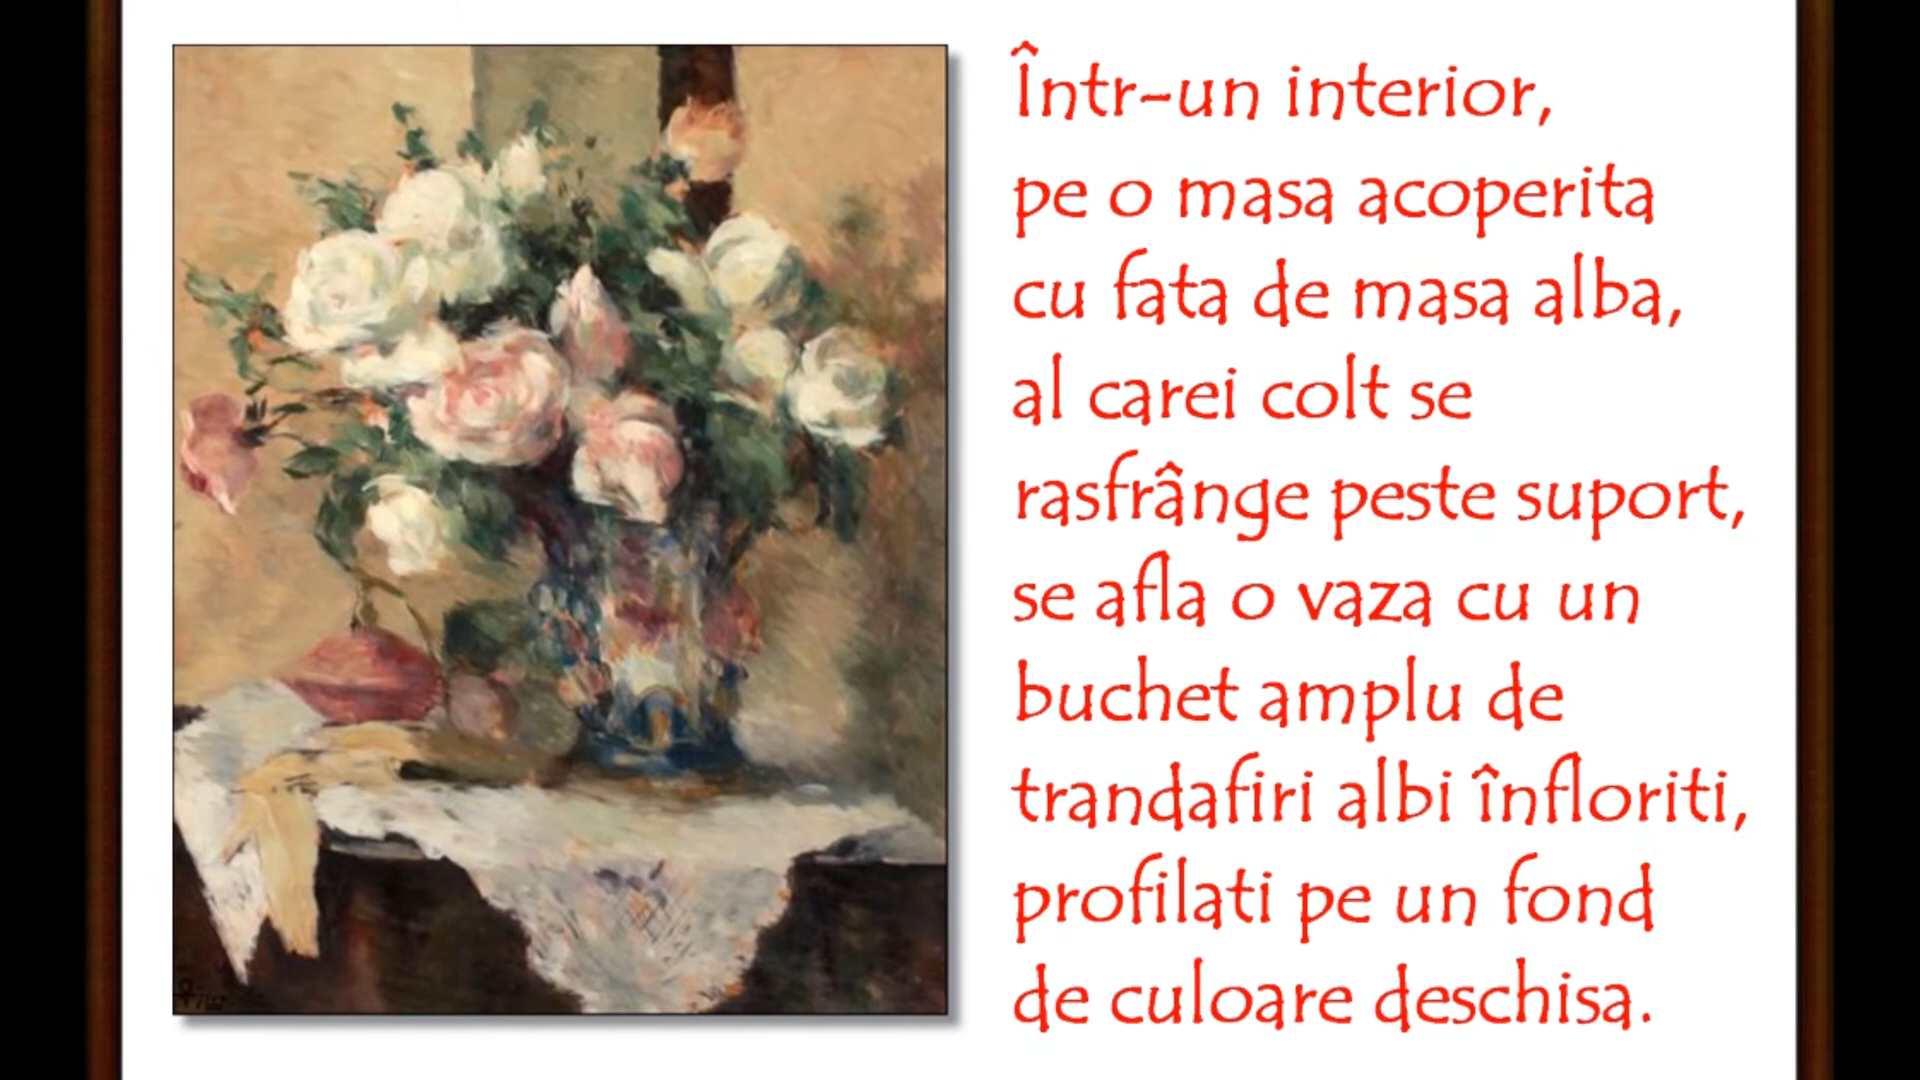 Într-un interior,
pe o masa acoperita
cu fata de masa alba,
al carei colt se
rasfrânge peste suport,
se afla o vaza cu un
buchet amplu de
trandafiri albi înfloriti,
profilati pe un fond
de culoare deschisa.